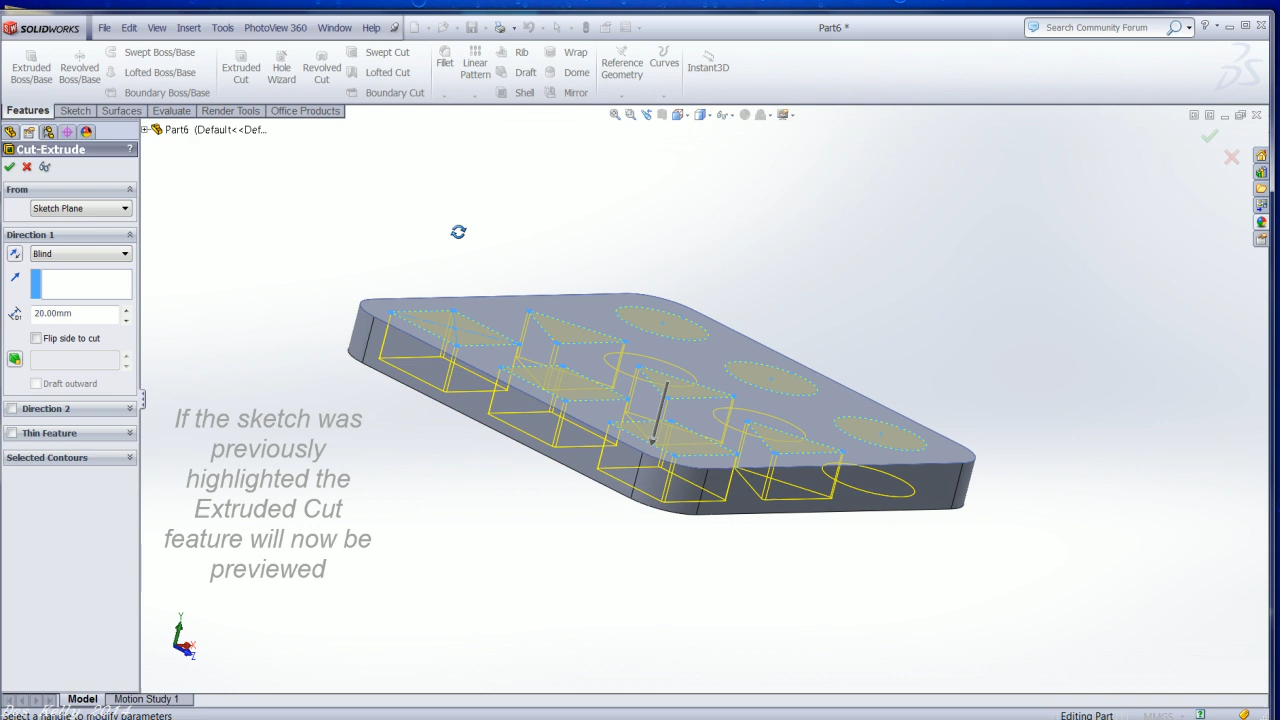 SOLIDWORKS File Edit View Insert Tools PhotoView 360 Window Help Part6 * Search Community Forum ?
Extruded Boss/Base
Revolved Boss/Base
Swept Boss/Base
Lofted Boss/Base
Boundary Boss/Base
Extruded Cut
Hole Wizard
Revolved Cut
Swept Cut
Lofted Cut
Boundary Cut
Fillet
Linear Pattern
Rib
Draft
Shell
Wrap
Dome
Mirror
Reference Geometry
Curves
Instant3D
Features Sketch Surfaces Evaluate Render Tools Office Products
Part6 (Default<<Def...
Cut-Extrude ?
From
Sketch Plane
Direction 1
Blind
20.00mm
Flip side to cut
Draft outward
Direction 2
Thin Feature
Selected Contours
If the sketch was
previously
highlighted the
Extruded Cut
feature will now be
previewed
Y
X
Z
Model Motion Study 1
Select a handle to modify parameters Editing Part MMGS ?